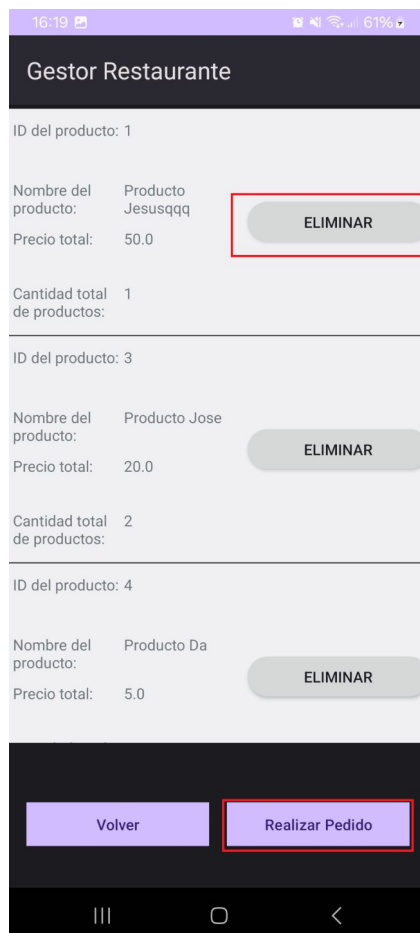 16:19 61%
Gestor Restaurante
ID del producto: 1
Nombre del Producto
producto: Jesusqqq
ELIMINAR
Precio total: 50.0
Cantidad total 1
de productos:
ID del producto: 3
Nombre del Producto Jose
producto:
ELIMINAR
Precio total: 20.0
Cantidad total 2
de productos:
ID del producto: 4
Nombre del Producto Da
producto:
ELIMINAR
Precio total: 5.0
Volver Realizar Pedido